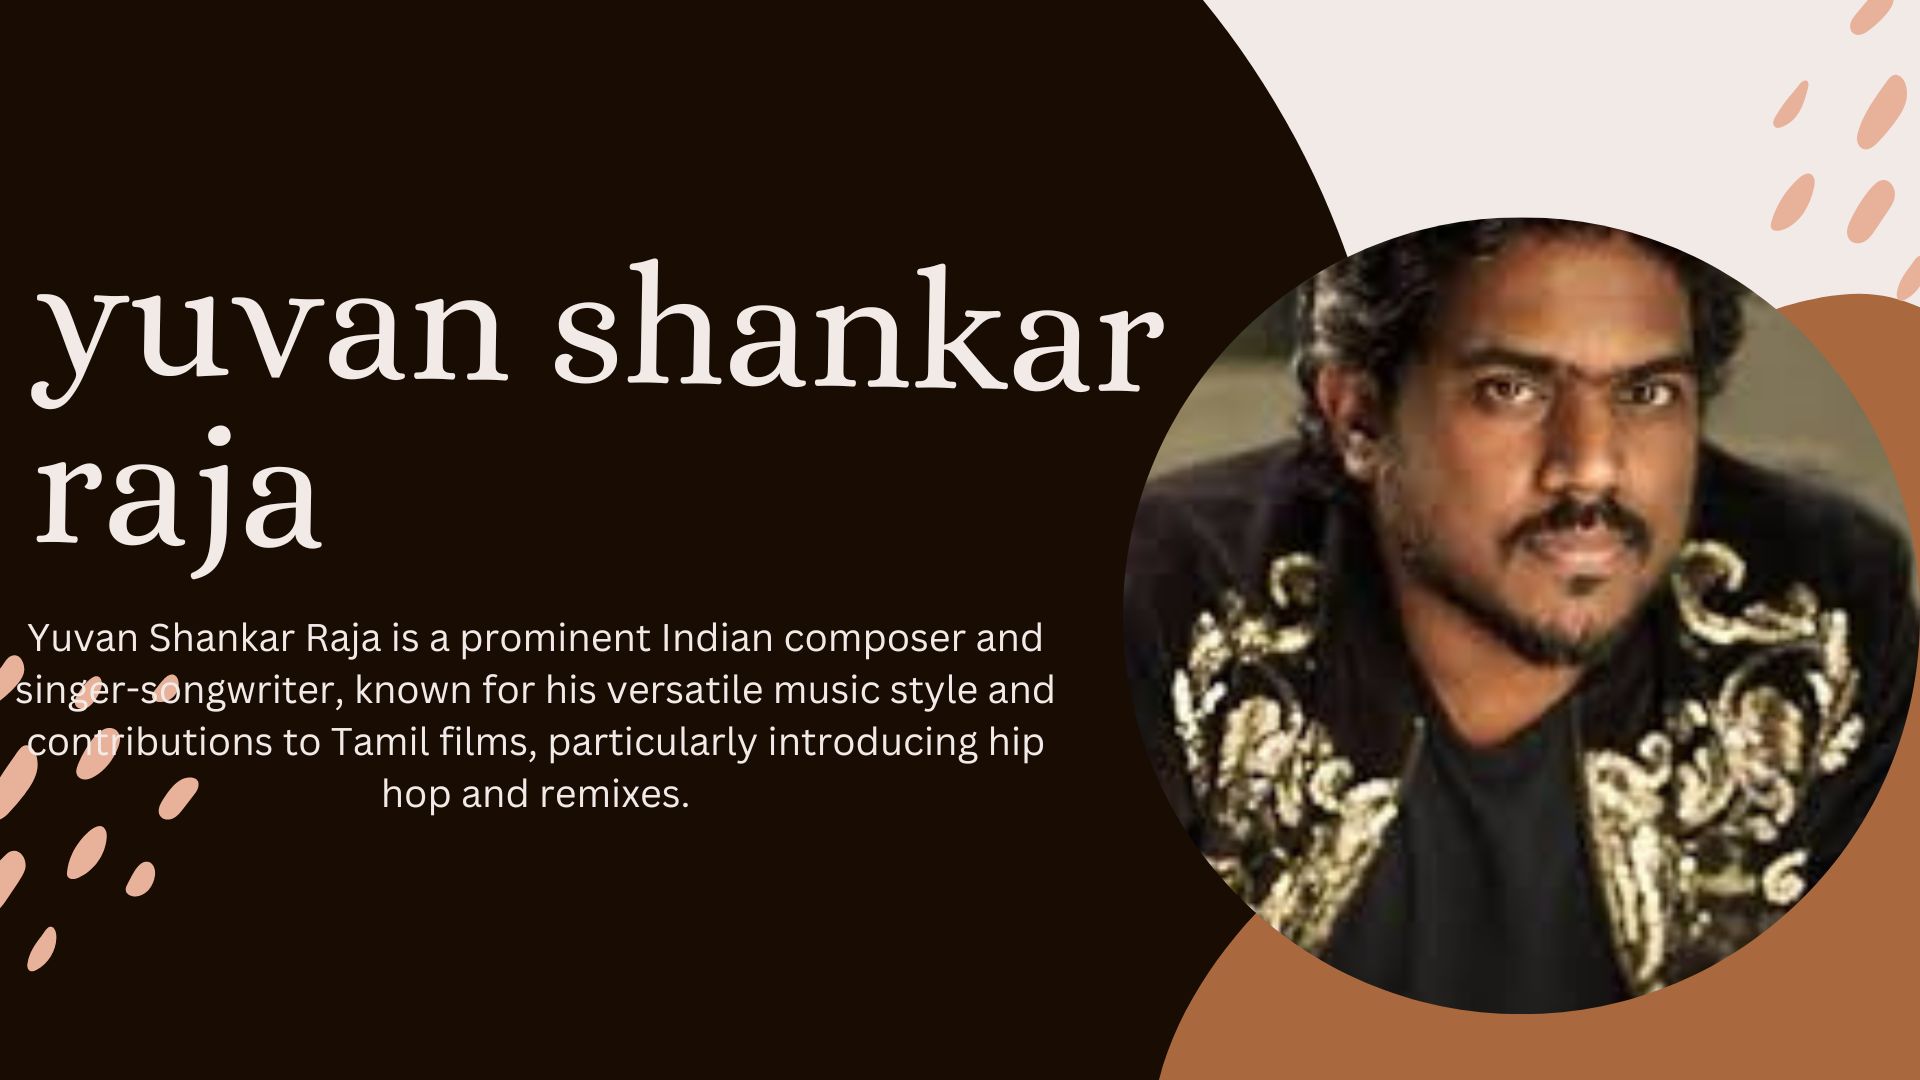 yuvan shankar
raja
Yuvan Shankar Raja is a prominent Indian composer and
singer-songwriter, known for his versatile music style and
contributions to Tamil films, particularly introducing hip
hop and remixes.